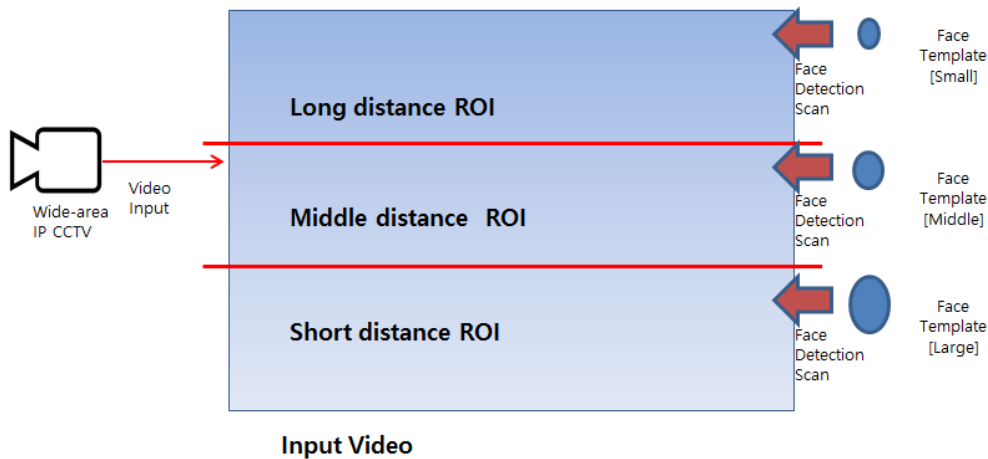 Face
Template
[Small]
Face
Detection
Scan
Long distance ROI
Video
Input
Wide-area
IP CCTV
Middle distance ROI
Face
Template
[Middle]
Face
Detection
Scan
Short distance ROI
Face
Template
[Large]
Face
Detection
Scan
Input Video